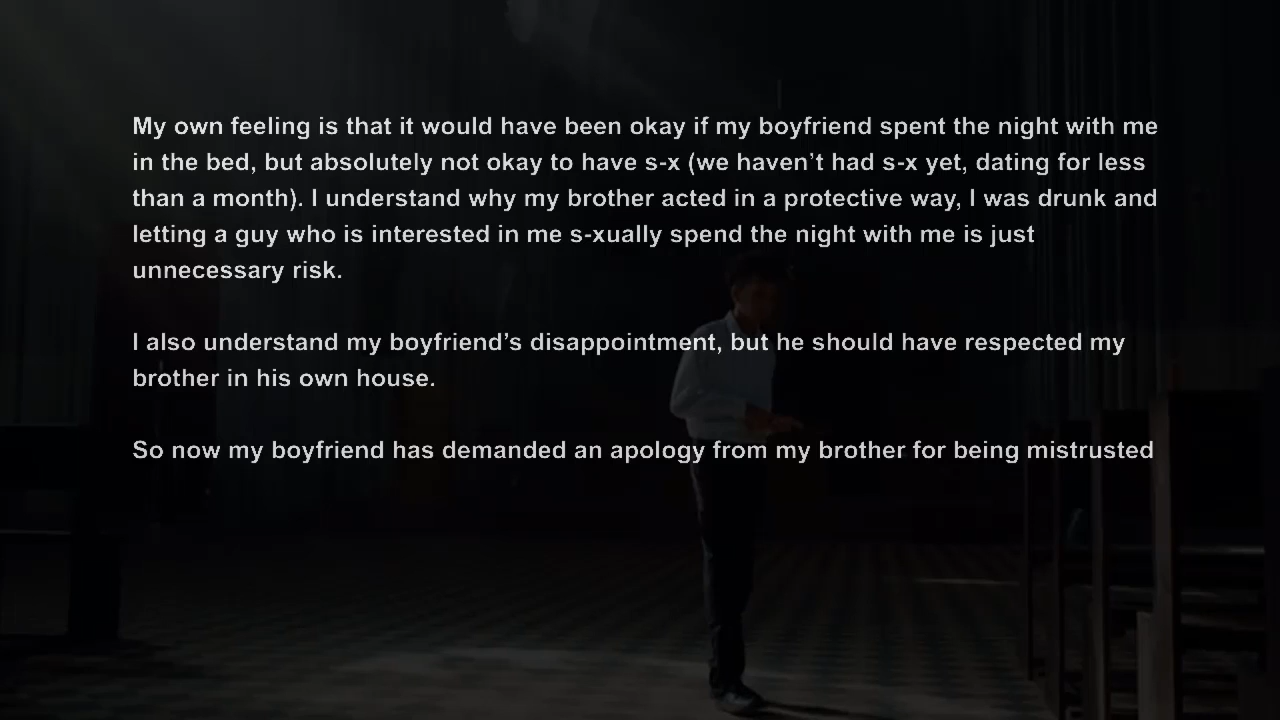 My own feeling is that it would have been okay if my boyfriend spent the night with me
in the bed, but absolutely not okay to have s-x (we haven’t had s-x yet, dating for less
than a month). I understand why my brother acted in a protective way, I was drunk and
letting a guy who is interested in me s-xually spend the night with me is just
unnecessary risk.
I also understand my boyfriend’s disappointment, but he should have respected my
brother in his own house.
So now my boyfriend has demanded an apology from my brother for being mistrusted